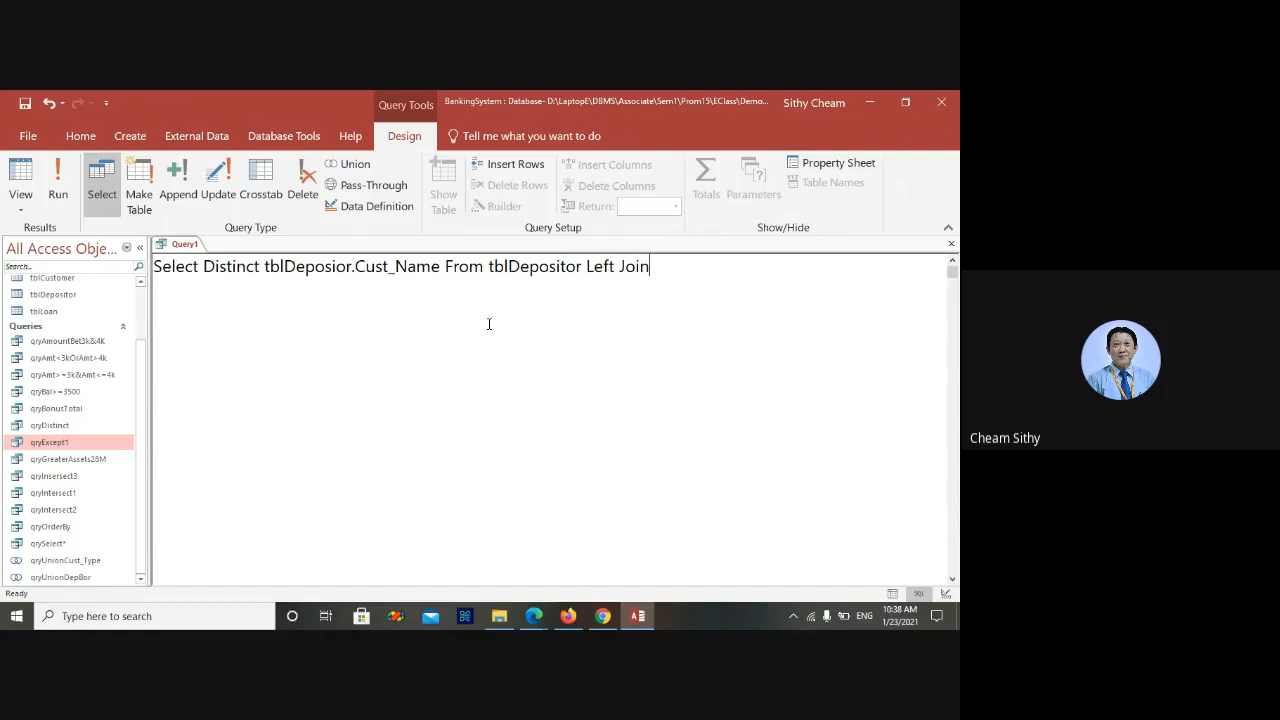 Query Tools
BankingSystem : Database- D:\LaptopE\DBMS\Associate\Sem1\Prom15\EClass\Demo...
Sithy Cheam
File
Home
Create
External Data
Database Tools
Help
Design
Tell me what you want to do
View
Run
Select
Make
Table
Append
Update
Crosstab
Delete
Union
Pass-Through
Data Definition
Show
Table
Insert Rows
Delete Rows
Builder
Insert Columns
Delete Columns
Return:
Totals
Parameters
Property Sheet
Table Names
Results
Query Type
Query Setup
Show/Hide
All Access Obje...
Search...
tblCustomer
tblDepositor
tblLoan
Queries
qryAmountBet3k&4K
qryAmt<3kOrAmt>4k
qryAmt>=3k&Amt<=4k
qryBal>=3500
qryBonusTotal
qryDistinct
qryExcept1
qryGreaterAssets28M
qryInsersect3
qryIntersect1
qryIntersect2
qryOrderBy
qrySelect*
qryUnionCust_Type
qryUnionDepBor
Query1
Select Distinct tblDeposior.Cust_Name From tblDepositor Left Join
Ready
SQL
Type here to search
ENG
10:38 AM
1/23/2021
Cheam Sithy